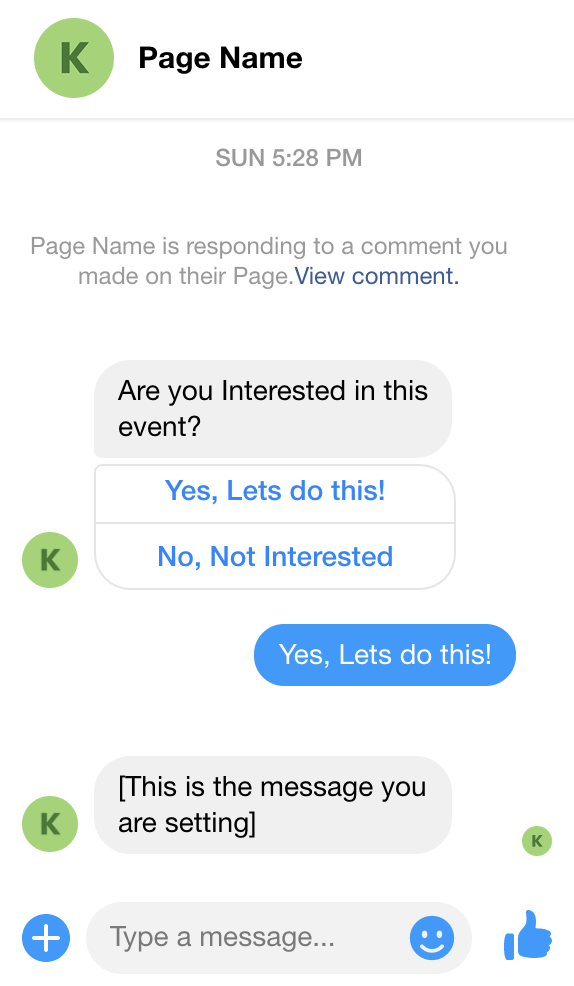 K
Page Name
SUN 5:28 PM
Page Name is responding to a comment you
made on their Page.View comment.
Are you Interested in this
event?
Yes, Lets do this!
No, Not Interested
K
Yes, Lets do this!
[This is the message you
are setting]
K
K
Type a message...